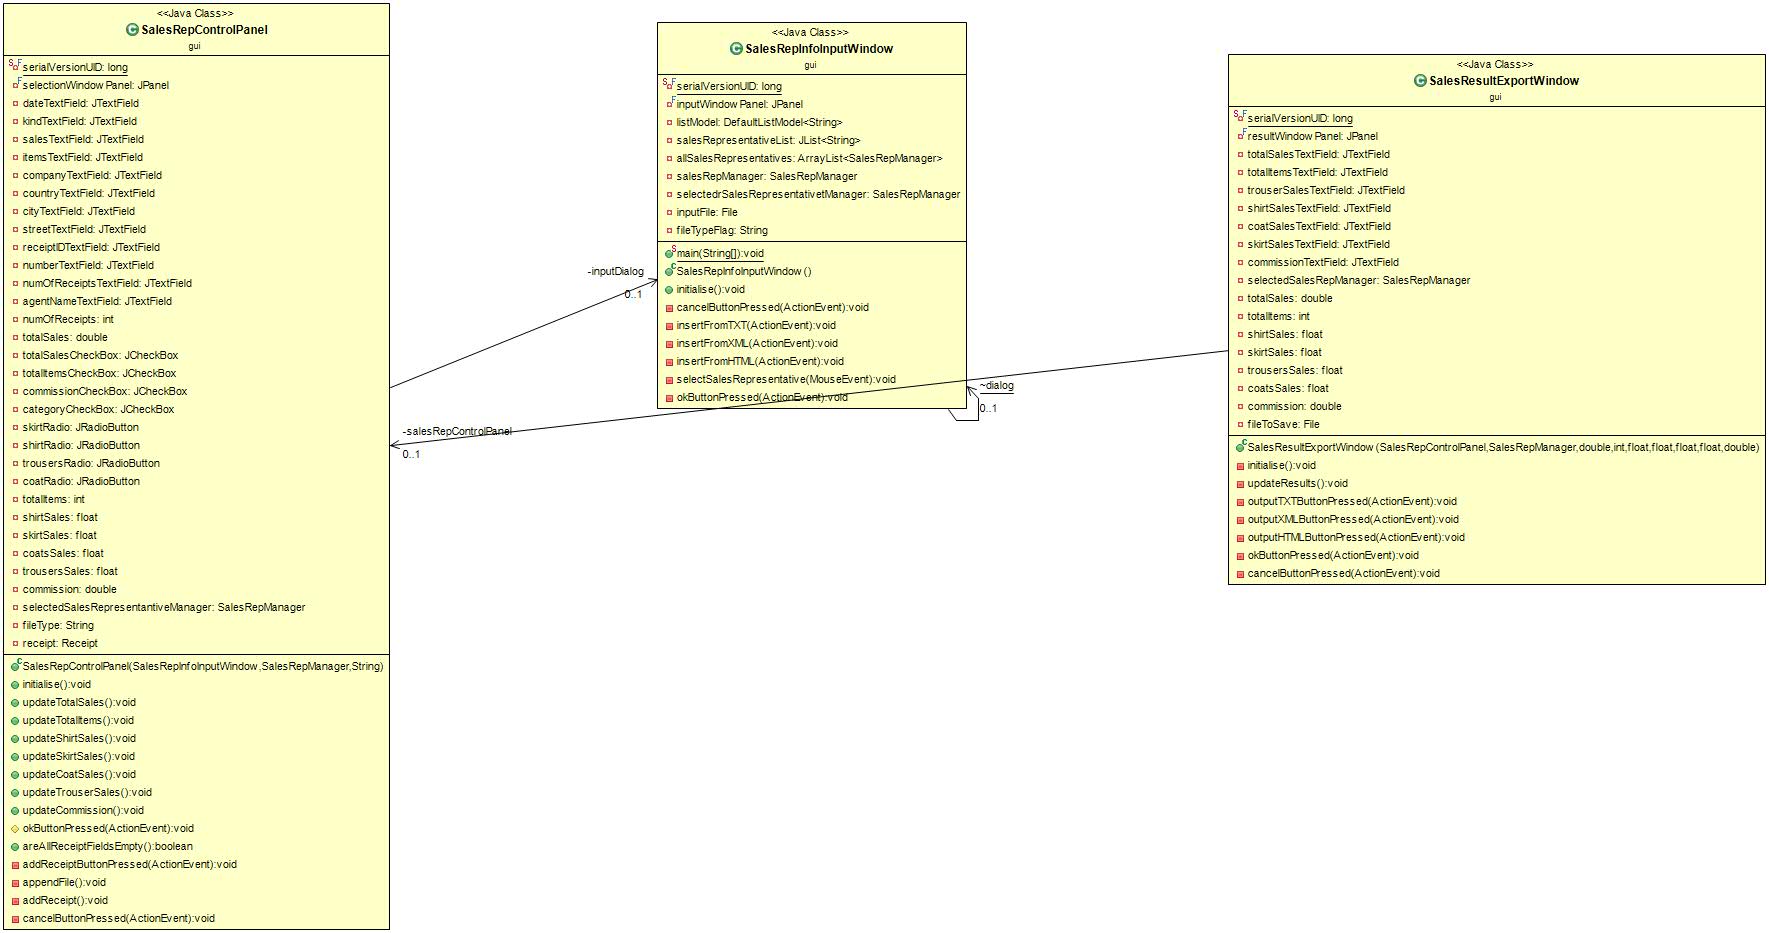 <<Java Class>>
SalesRepControlPanel
gui
serialVersionUID: long
selectionWindowPanel: JPanel
dateTextField: JTextField
kindTextField: JTextField
salesTextField: JTextField
itemsTextField: JTextField
companyTextField: JTextField
countryTextField: JTextField
cityTextField: JTextField
streetTextField: JTextField
receiptIDTextField: JTextField
numberTextField: JTextField
numOfReceiptsTextField: JTextField
agentNameTextField: JTextField
numOfReceipts: int
totalSales: double
totalSalesCheckBox: JCheckBox
totalItemsCheckBox: JCheckBox
commissionCheckBox: JCheckBox
categoryCheckBox: JCheckBox
skirtRadio: JRadioButton
shirtRadio: JRadioButton
trousersRadio: JRadioButton
coatRadio: JRadioButton
totalItems: int
shirtSales: float
skirtSales: float
coatsSales: float
trousersSales: float
commission: double
selectedSalesRepresentantiveManager: SalesRepManager
fileType: String
receipt: Receipt
SalesRepControlPanel(SalesRepInfoInputWindow,SalesRepManager,String)
initialise():void
updateTotalSales():void
updateTotalItems():void
updateShirtSales():void
updateSkirtSales():void
updateCoatSales():void
updateTrouserSales():void
updateCommission():void
okButtonPressed(ActionEvent):void
areAllReceiptFieldsEmpty():boolean
addReceiptButtonPressed(ActionEvent):void
appendFile():void
addReceipt():void
cancelButtonPressed(ActionEvent):void
-inputDialog
0..1
-salesRepControlPanel
0..1
<<Java Class>>
SalesRepInfoInputWindow
gui
serialVersionUID: long
inputWindowPanel: JPanel
listModel: DefaultListModel<String>
salesRepresentativeList: JList<String>
allSalesRepresentatives: ArrayList<SalesRepManager>
salesRepManager: SalesRepManager
selectedrSalesRepresentativetManager: SalesRepManager
inputFile: File
fileTypeFlag: String
main(String[]):void
SalesRepInfoInputWindow()
initialise():void
cancelButtonPressed(ActionEvent):void
insertFromTXT(ActionEvent):void
insertFromXML(ActionEvent):void
insertFromHTML(ActionEvent):void
selectSalesRepresentative(MouseEvent):void
okButtonPressed(ActionEvent):void
~dialog
0..1
<<Java Class>>
SalesResultExportWindow
gui
serialVersionUID: long
resultWindowPanel: JPanel
totalSalesTextField: JTextField
totalItemsTextField: JTextField
trouserSalesTextField: JTextField
shirtSalesTextField: JTextField
coatSalesTextField: JTextField
skirtSalesTextField: JTextField
commissionTextField: JTextField
selectedSalesRepManager: SalesRepManager
totalSales: double
totalItems: int
shirtSales: float
skirtSales: float
trousersSales: float
coatsSales: float
commission: double
fileToSave: File
SalesResultExportWindow(SalesRepControlPanel,SalesRepManager,double,int,float,float,float,float,double)
initialise():void
updateResults():void
outputTXTButtonPressed(ActionEvent):void
outputXMLButtonPressed(ActionEvent):void
outputHTMLButtonPressed(ActionEvent):void
okButtonPressed(ActionEvent):void
cancelButtonPressed(ActionEvent):void